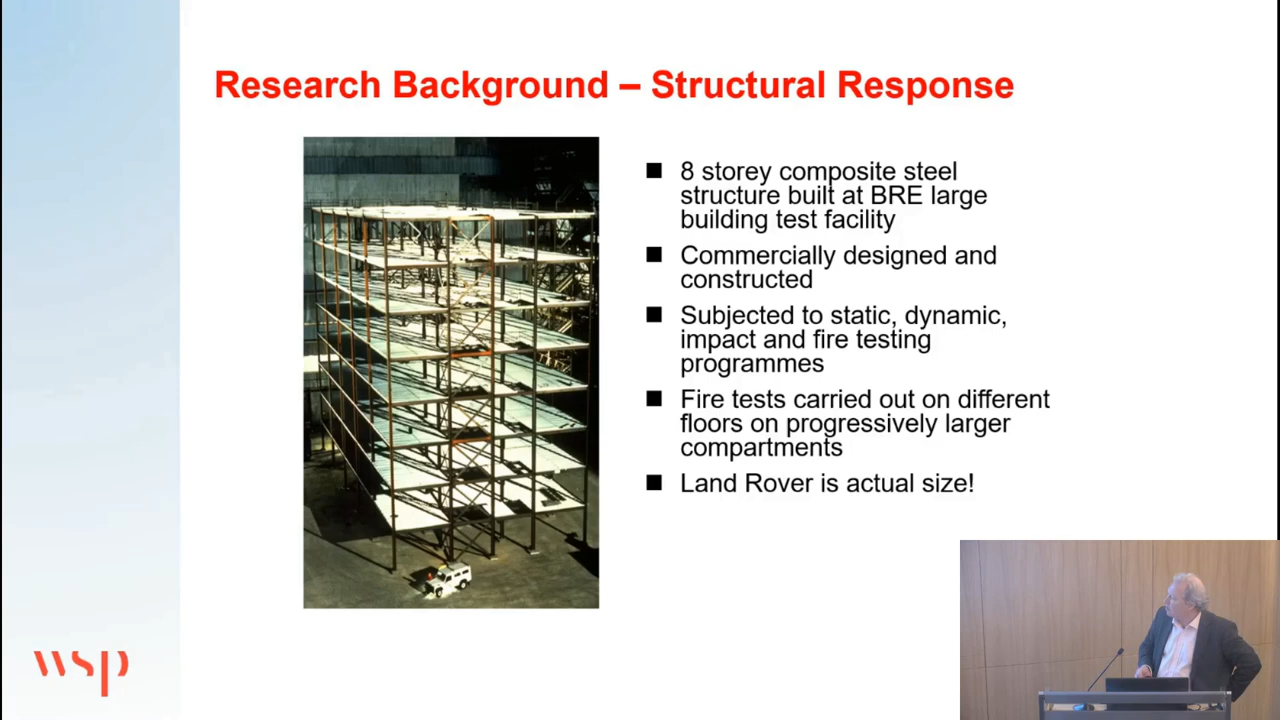 Research Background – Structural Response
■ 8 storey composite steel
structure built at BRE large
building test facility
■ Commercially designed and
constructed
■ Subjected to static, dynamic,
impact and fire testing
programmes
■ Fire tests carried out on different
floors on progressively larger
compartments
■ Land Rover is actual size!
wsp